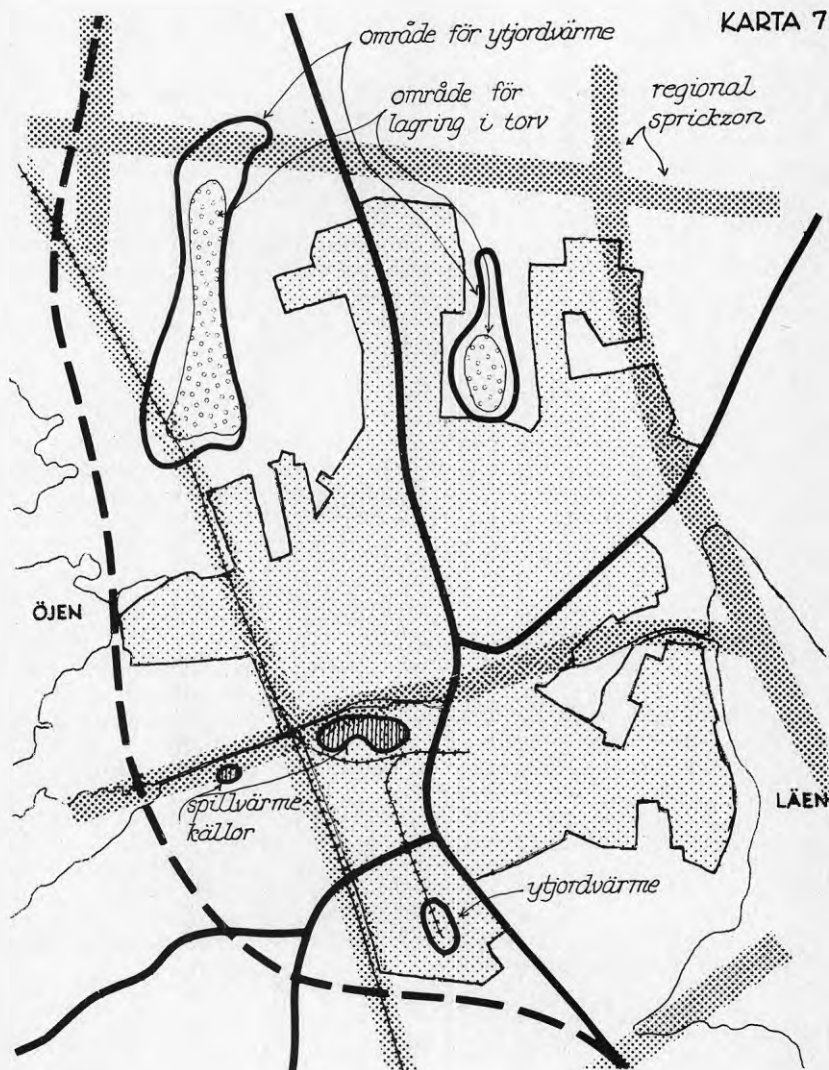 KARTA 7
område för ytjordvärme
område för
lagring i torv
regional
sprickzon
ÖJEN
spillvärme
källor
LÄEN
ytjordvärme